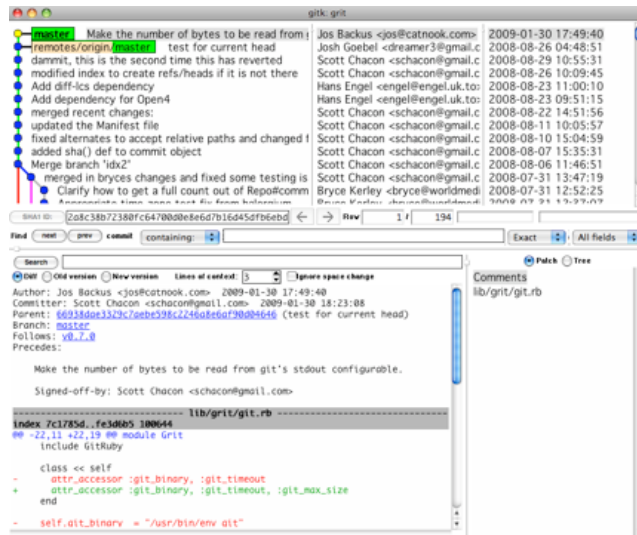 gitk: grit
master Make the number of bytes to be read from Jos Backus <jos@catnook.com> 2009-01-30 17:49:40
remotes/origin/master test for current head Josh Goebel <dreamer3@gmail.c 2008-08-26 04:48:51
dammit, this is the second time this has reverted Scott Chacon <schacon@gmail.c 2008-08-29 10:55:31
modified index to create refs/heads if it is not there Scott Chacon <schacon@gmail.c 2008-08-26 10:09:45
Add diff-lcs dependency Hans Engel <engel@engel.uk.to> 2008-08-23 11:00:10
Add dependency for Open4 Hans Engel <engel@engel.uk.to> 2008-08-23 09:51:15
merged recent changes: Scott Chacon <schacon@gmail.c 2008-08-22 14:51:56
updated the Manifest file Scott Chacon <schacon@gmail.c 2008-08-11 10:05:57
fixed alternates to accept relative paths and changed f Scott Chacon <schacon@gmail.c 2008-08-10 15:04:59
added sha() def to commit object Scott Chacon <schacon@gmail.c 2008-08-07 15:35:31
Merge branch 'idx2' Scott Chacon <schacon@gmail.c 2008-08-06 11:46:51
merged in bryces changes and fixed some testing is Scott Chacon <schacon@gmail.c 2008-07-31 13:47:19
Clarify how to get a full count out of Repo#comm Bryce Kerley <bryce@worldmedi 2008-07-31 12:52:25
Appropriate time-zone test fix from halorgium Bryce Kerley <bryce@worldmedi 2008-07-31 12:37:07
SHA1 ID: 2a8c38b72380fc64700d0e8e6d7b16d45dfb6ebd Row 1 / 194
Find next prev commit containing: Exact All fields
Search Patch Tree
Diff Old version New version Lines of context: 3 Ignore space change Comments
lib/grit/git.rb
Author: Jos Backus <jos@catnook.com> 2009-01-30 17:49:40
Committer: Scott Chacon <schacon@gmail.com> 2009-01-30 18:23:08
Parent: 66938dae3329c7aebe598c2246a8e6af90d04646 (test for current head)
Branch: master
Follows: v0.7.0
Precedes:
Make the number of bytes to be read from git's stdout configurable.
Signed-off-by: Scott Chacon <schacon@gmail.com>
lib/grit/git.rb
index 7c1785d..fe3d6b5 100644
@@ -22,11 +22,19 @@ module Grit
include GitRuby
class << self
- attr_accessor :git_binary, :git_timeout
+ attr_accessor :git_binary, :git_timeout, :git_max_size
end
- self.git_binary = "/usr/bin/env git"